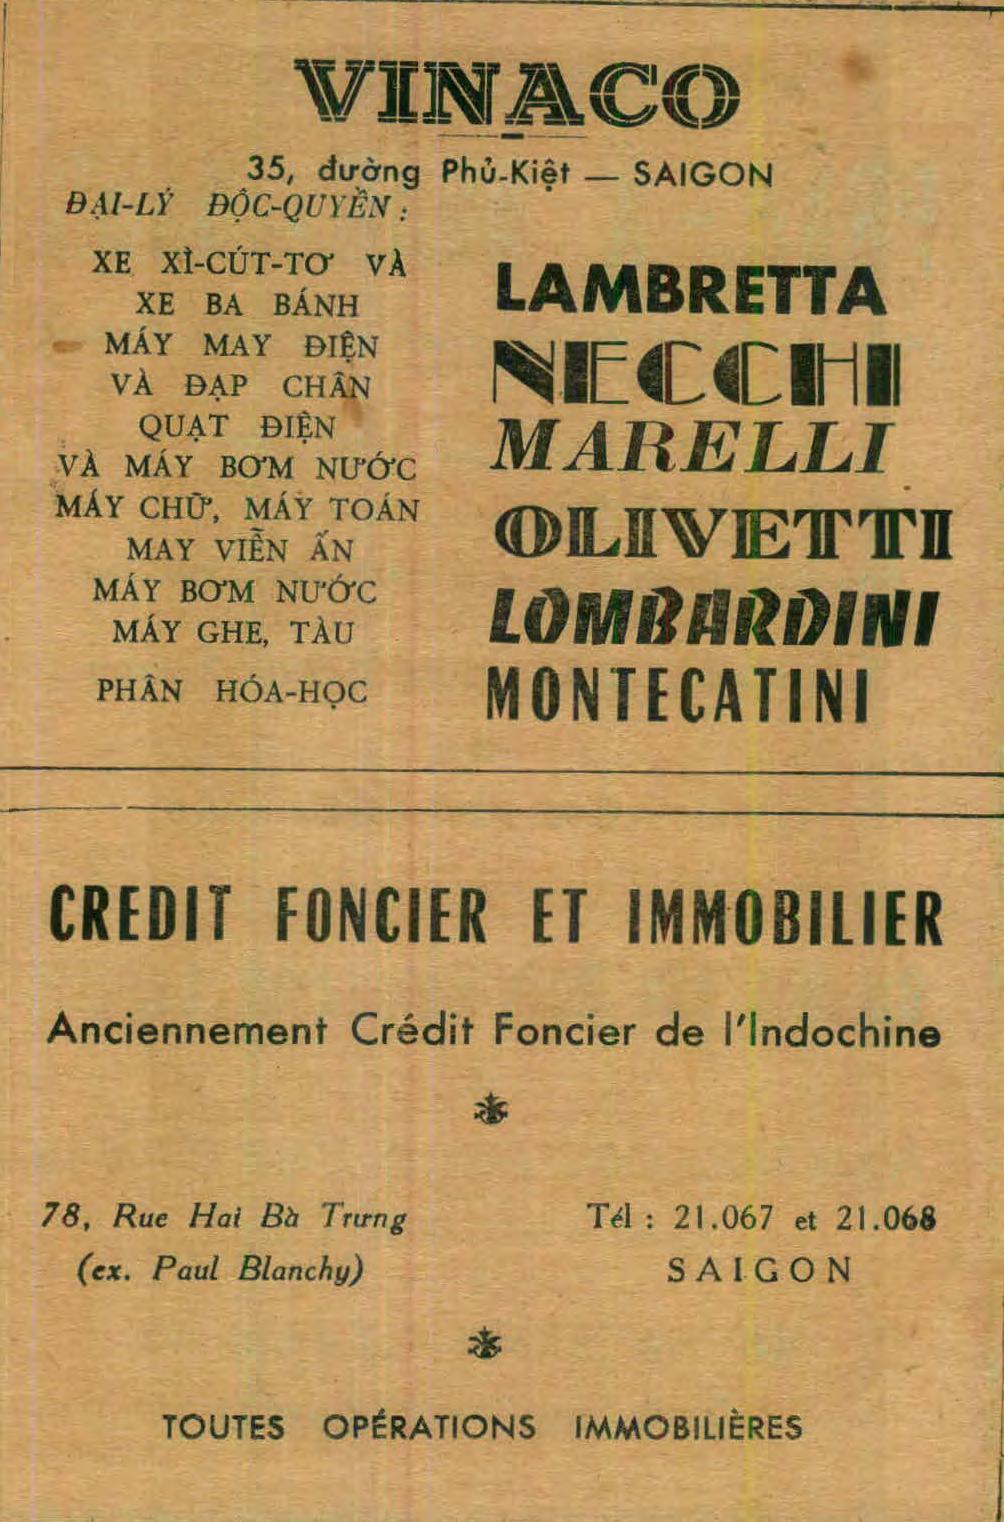 VINACO
35, đường Phủ-Kiệt — SAIGON
ĐẠI-LÝ ĐỘC-QUYỀN :
XE XÌ-CÚT-TƠ VÀ
XE BA BÁNH
LAMBRETTA
MÁY MAY ĐIỆN
VÀ ĐẠP CHÂN
NECCHI
QUẠT ĐIỆN
VÀ MÁY BƠM NƯỚC
MARELLI
MÁY CHỮ, MÁY TOÁN
MAY VIỄN ẤN
OLIVETTI
MÁY BƠM NƯỚC
MÁY GHE, TÀU
LOMBARDINI
PHÂN HÓA-HỌC
MONTECATINI
CREDIT FONCIER ET IMMOBILIER
Anciennement Crédit Foncier de l'Indochine
78, Rue Hai Bà Trưng
(ex. Paul Blanchy)
Tél : 21.067 et 21.068
SAIGON
TOUTES OPÉRATIONS IMMOBILIÈRES